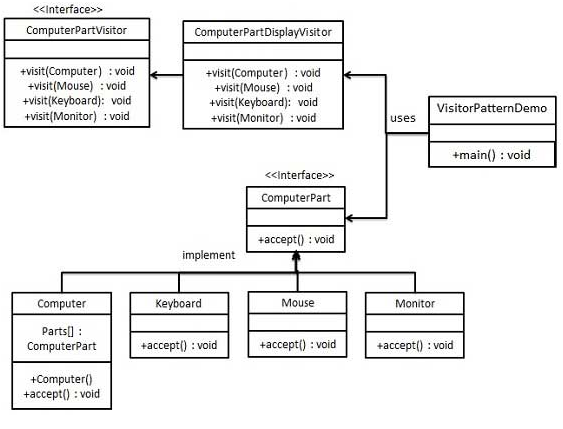 <<Interface>>
ComputerPartVisitor
+visit(Computer) : void
+visit(Mouse) : void
+visit(Keyboard): void
+visit(Monitor) : void
ComputerPartDisplayVisitor
+visit(Computer) : void
+visit(Mouse) : void
+visit(Keyboard): void
+visit(Monitor) : void
uses
VisitorPatternDemo
+main() : void
<<Interface>>
ComputerPart
+accept() : void
implement
Computer
Parts[] :
ComputerPart
+Computer()
+accept() : void
Keyboard
+accept() : void
Mouse
+accept() : void
Monitor
+accept() : void